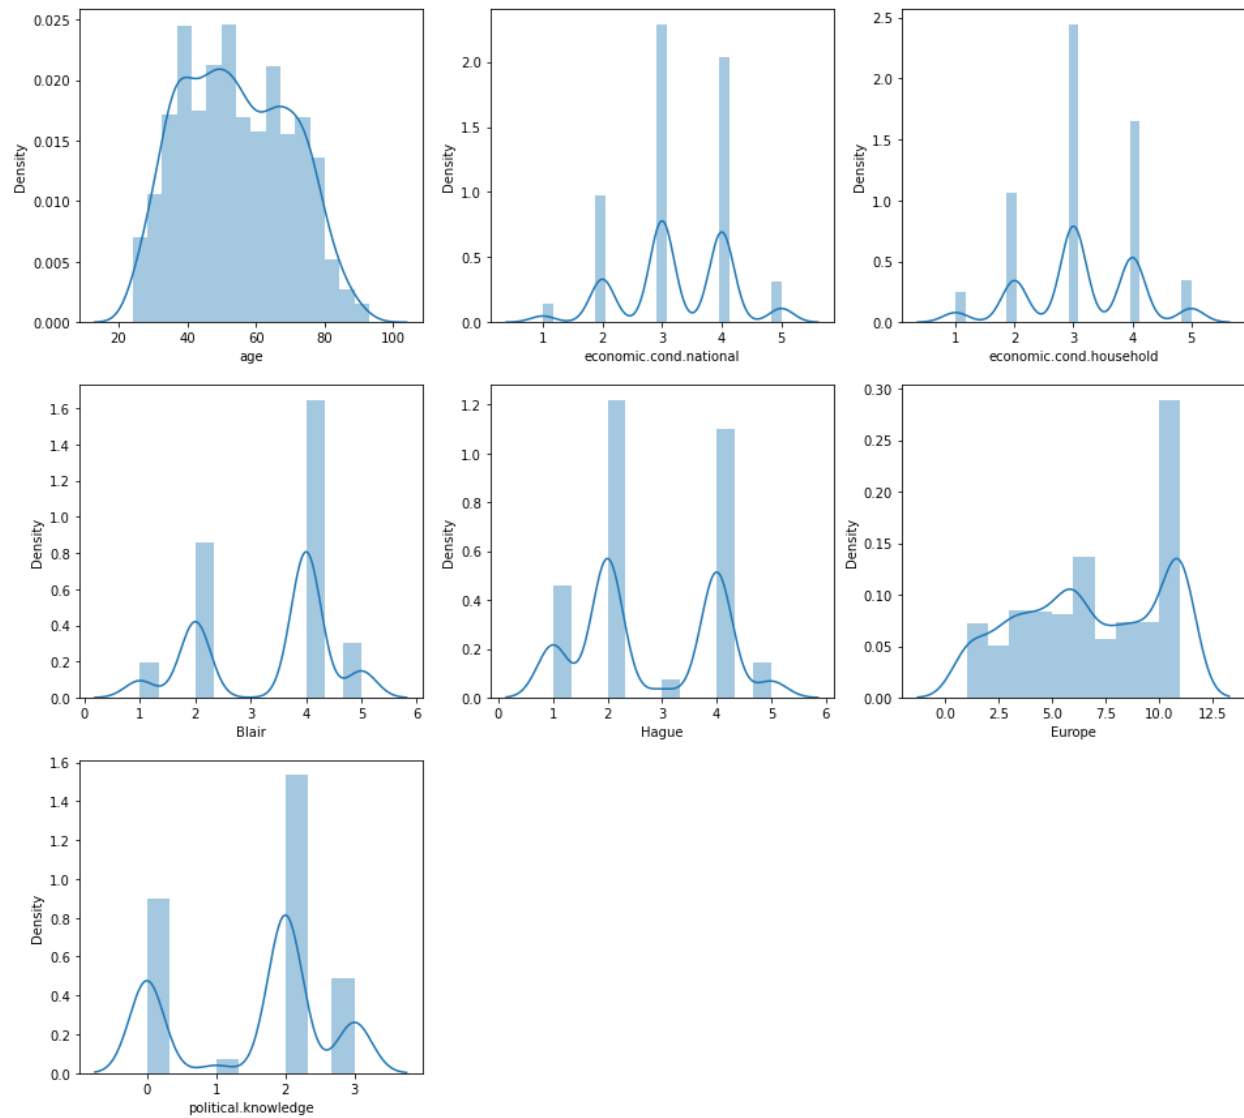 0.025
0.020
0.015
0.010
0.005
0.000
Density
20 40 60 80 100
age
2.0
1.5
1.0
0.5
0.0
Density
1 2 3 4 5
economic.cond.national
2.5
2.0
1.5
1.0
0.5
0.0
Density
1 2 3 4 5
economic.cond.household
1.6
1.4
1.2
1.0
0.8
0.6
0.4
0.2
0.0
Density
0 1 2 3 4 5 6
Blair
1.2
1.0
0.8
0.6
0.4
0.2
0.0
Density
0 1 2 3 4 5 6
Hague
0.30
0.25
0.20
0.15
0.10
0.05
0.00
Density
0.0 2.5 5.0 7.5 10.0 12.5
Europe
1.6
1.4
1.2
1.0
0.8
0.6
0.4
0.2
0.0
Density
0 1 2 3
political.knowledge